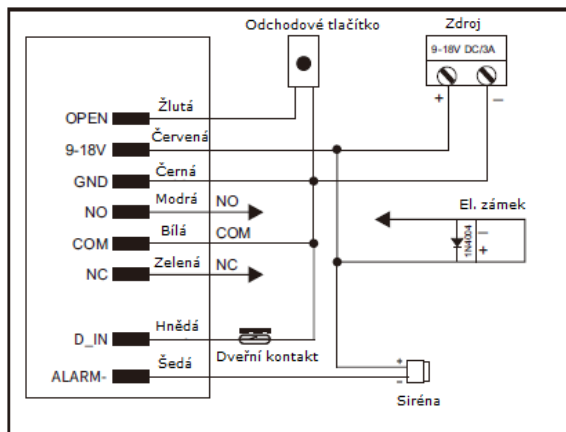 Odchodové tlačítko
Zdroj
9-18V DC/3A
+ −
OPEN Žlutá
9-18V Červená
GND Černá
NO Modrá NO
El. zámek
COM Bílá COM
1N4004
−
+
NC Zelená NC
D_IN Hnědá
Dveřní kontakt
ALARM- Šedá
+
−
Siréna